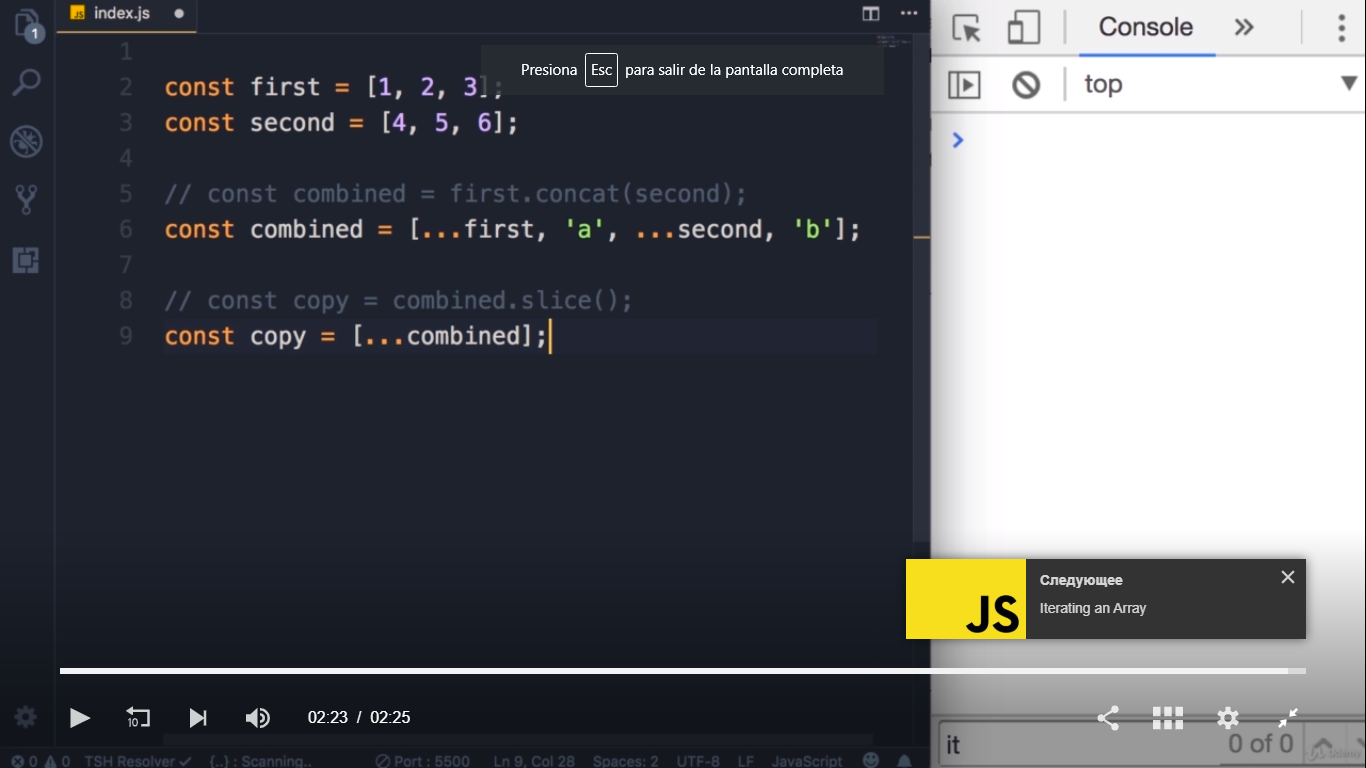 index.js
1
Presiona Esc para salir de la pantalla completa
Console
top
1
2 const first = [1, 2, 3];
3 const second = [4, 5, 6];
4
5 // const combined = first.concat(second);
6 const combined = [...first, 'a', ...second, 'b'];
7
8 // const copy = combined.slice();
9 const copy = [...combined];
JS
Следующее
Iterating an Array
10
02:23 / 02:25
it
0 of 0
0 0 TSH Resolver {..} : Scanning.. Port : 5500 Ln 9, Col 28 Spaces: 2 UTF-8 LF JavaScript
Udemy